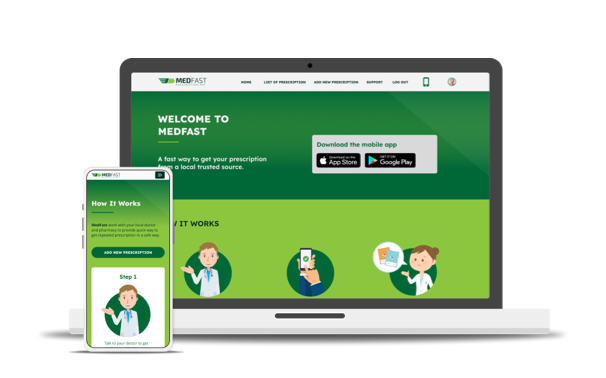 MEDFAST
HOME LIST OF PRESCRIPTION ADD NEW PRESCRIPTION SUPPORT LOG OUT
WELCOME TO
MEDFAST
A fast way to get your prescription
from a local trusted source.
Download the mobile app
Download on the
App Store
GET IT ON
Google Play
W IT WORKS
MEDFAST
How It Works
MedFast work with your local doctor
and pharmacy to provide quick way to
get repeated prescription in a safe way.
ADD NEW PRESCRIPTION
Step 1
Talk to your doctor to get